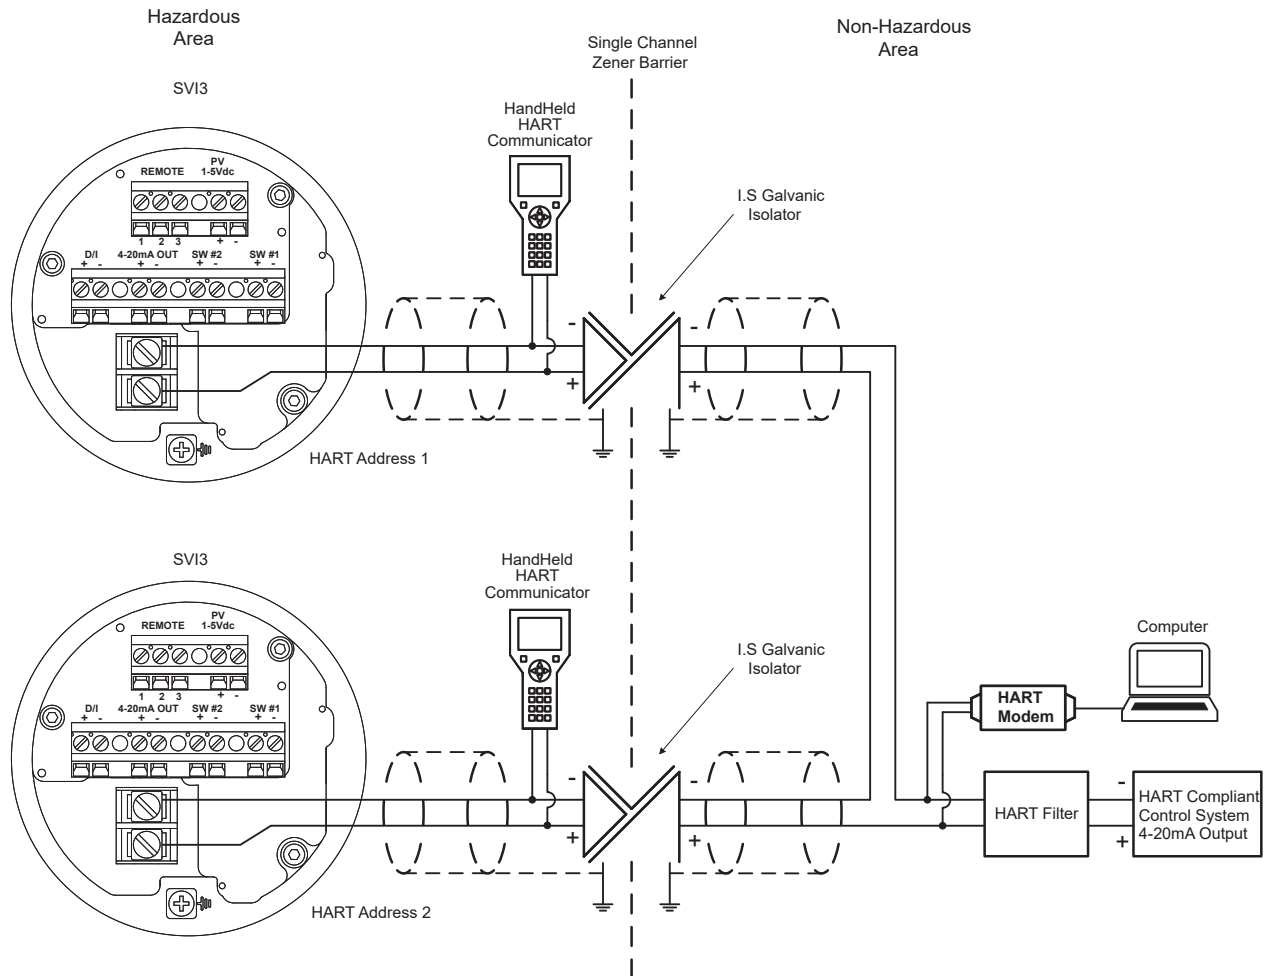 Hazardous
Area
Non-Hazardous
Area
Single Channel
Zener Barrier
SVI3
HandHeld
HART
Communicator
PV
REMOTE 1-5Vdc
1 2 3 + -
D/I 4-20mA OUT SW #2 SW #1
+ - + - + - + -
I.S Galvanic
Isolator
- -
+ +
HART Address 1
SVI3
HandHeld
HART
Communicator
PV
REMOTE 1-5Vdc
1 2 3 + -
D/I 4-20mA OUT SW #2 SW #1
+ - + - + - + -
I.S Galvanic
Isolator
- -
+ +
HART Address 2
Computer
HART
Modem
HART Filter
-
+
HART Compliant
Control System
4-20mA Output